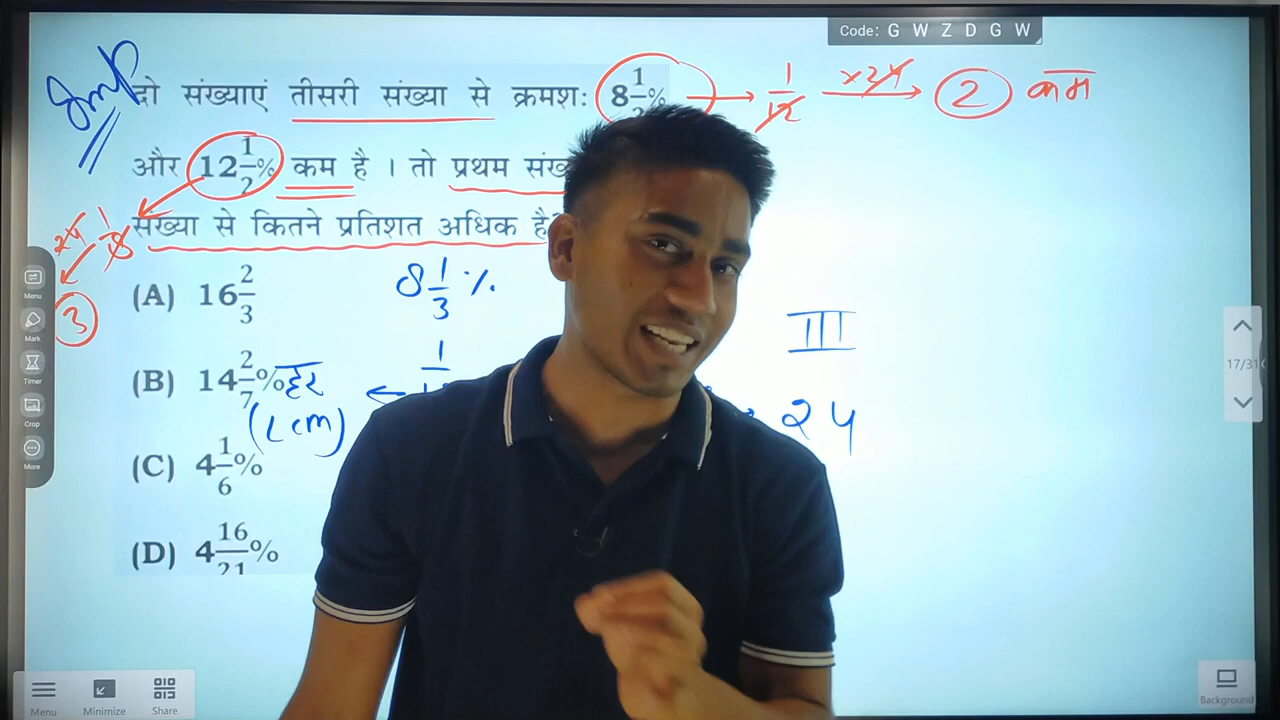 Code: G W Z D G W
Imp
दो संख्याएं तीसरी संख्या से क्रमश: 8 1/3% → 1/12 ×24 → 2 कम
और 12 1/2% कम है । तो प्रथम
संख्या से कितने प्रतिशत अधिक है
24 1/8
3
(A) 16 2/3
8 1/3 %
III
(B) 14 2/7%
हर
(LCM)
1
24
(C) 4 1/6%
(D) 4 16/21%
Menu
Mark
Timer
Crop
More
17/31
Menu
Minimize
Share
Background